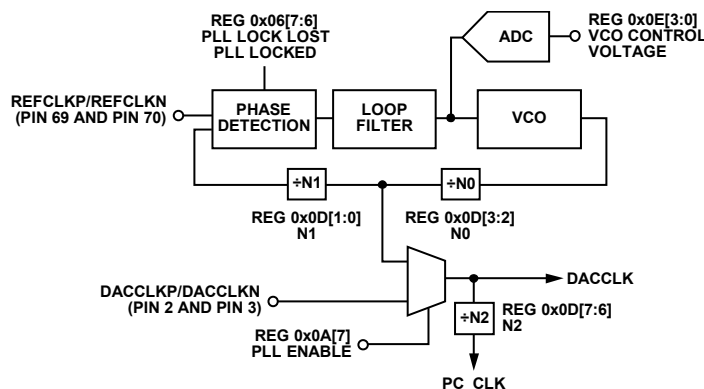 REG 0x06[7:6]
PLL LOCK LOST
PLL LOCKED
ADC
REG 0x0E[3:0]
VCO CONTROL
VOLTAGE
REFCLKP/REFCLKN
(PIN 69 AND PIN 70)
PHASE
DETECTION
LOOP
FILTER
VCO
÷N1
÷N0
REG 0x0D[1:0]
N1
REG 0x0D[3:2]
N0
DACCLKP/DACCLKN
(PIN 2 AND PIN 3)
DACCLK
÷N2
REG 0x0D[7:6]
N2
REG 0x0A[7]
PLL ENABLE
PC_CLK